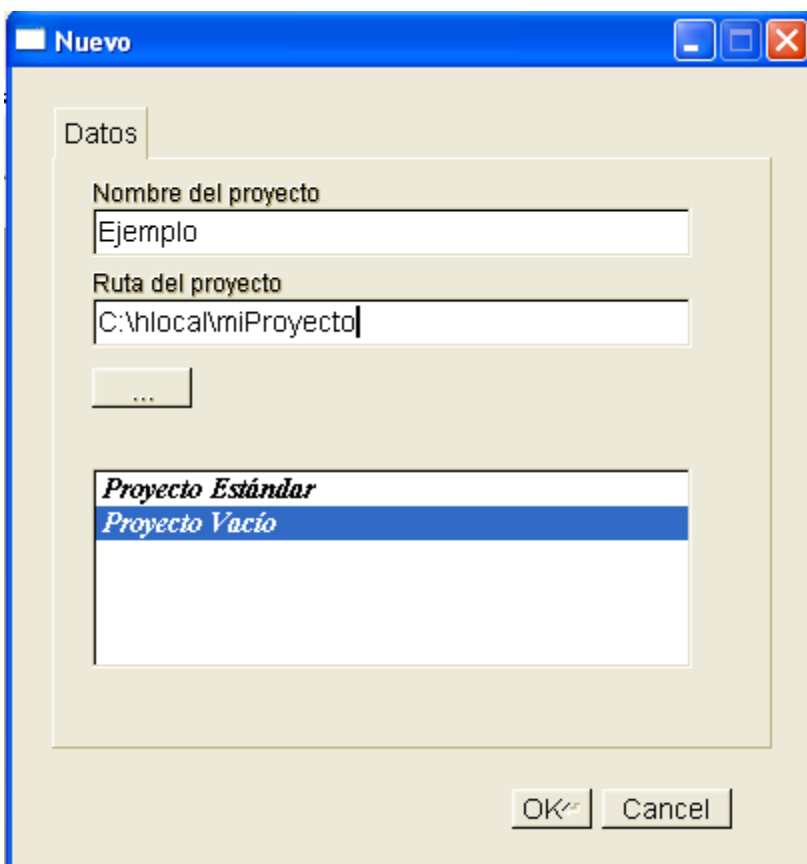 Nuevo
Datos
Nombre del proyecto
Ejemplo
Ruta del proyecto
C:\hlocal\miProyecto
...
Proyecto Estándar
Proyecto Vacío
OK Cancel